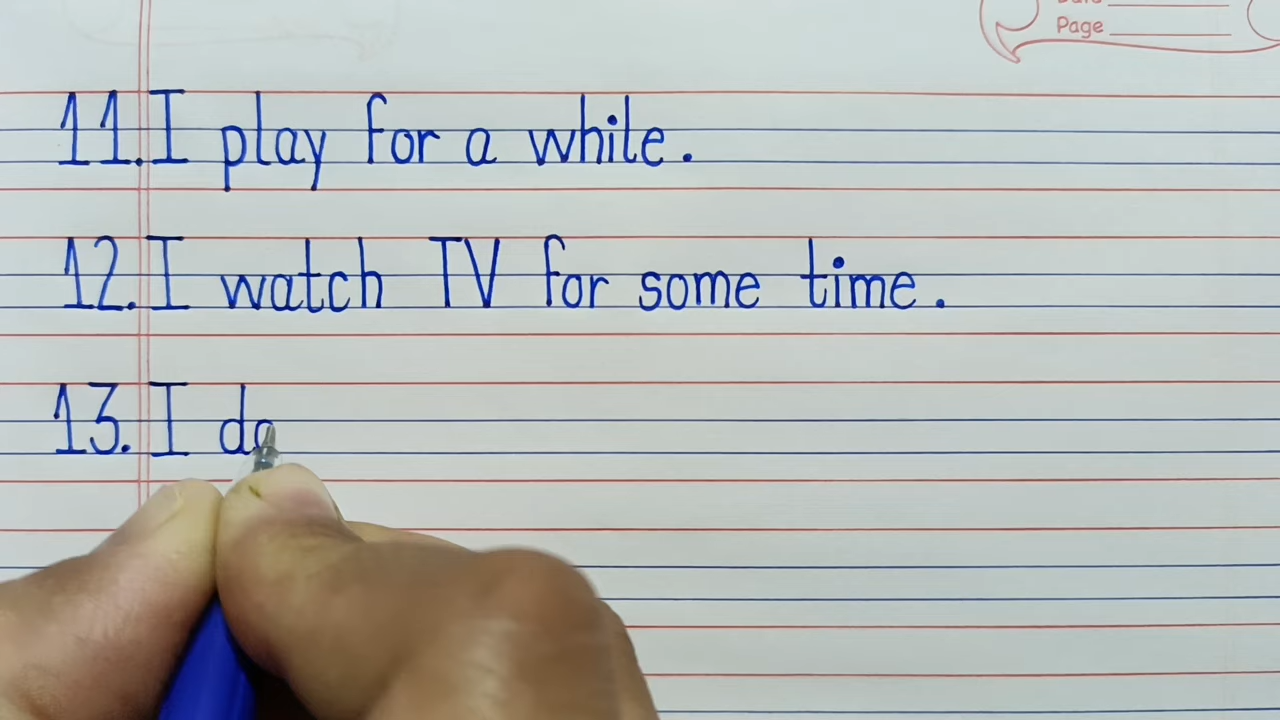 Page
11. I play for a while.
12. I watch TV for some time.
13. I do